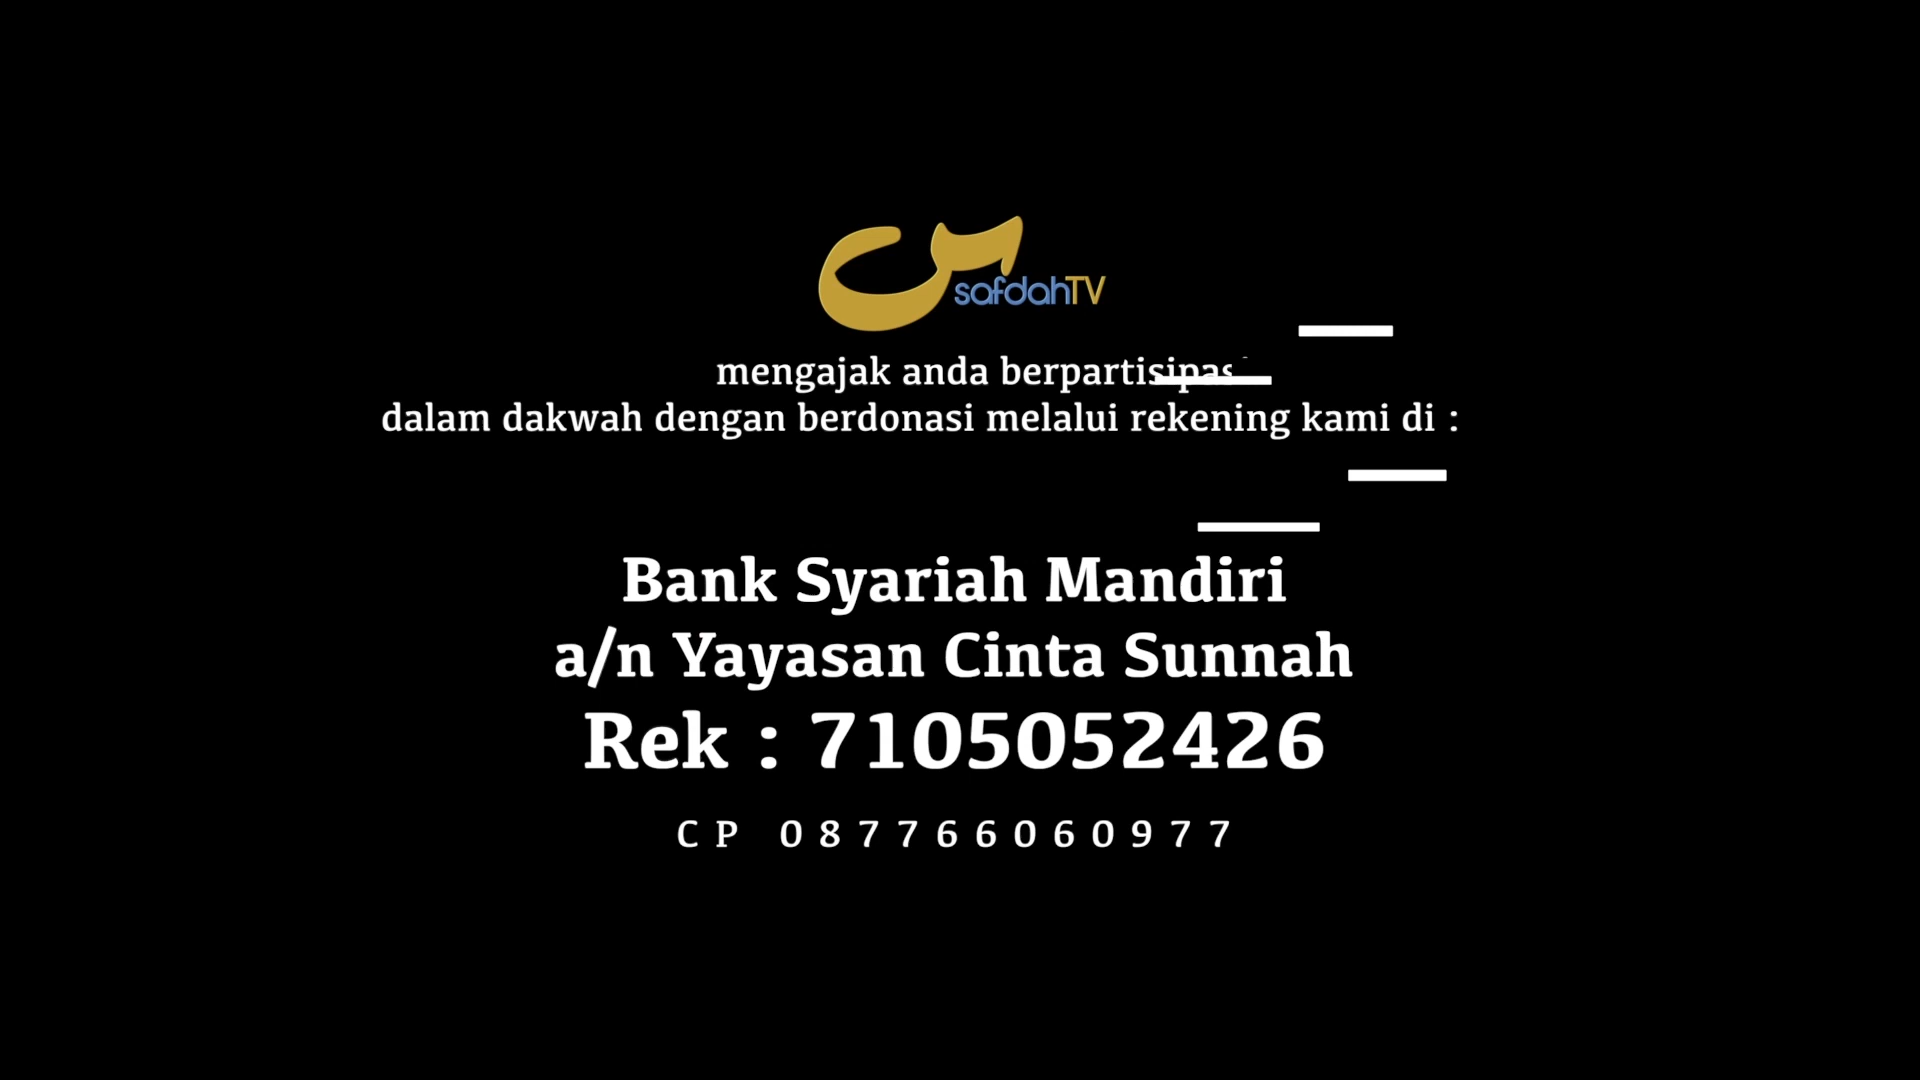 safdahTV
mengajak anda berpartisipasi
dalam dakwah dengan berdonasi melalui rekening kami di :
Bank Syariah Mandiri
a/n Yayasan Cinta Sunnah
Rek : 7105052426
CP 087766060977